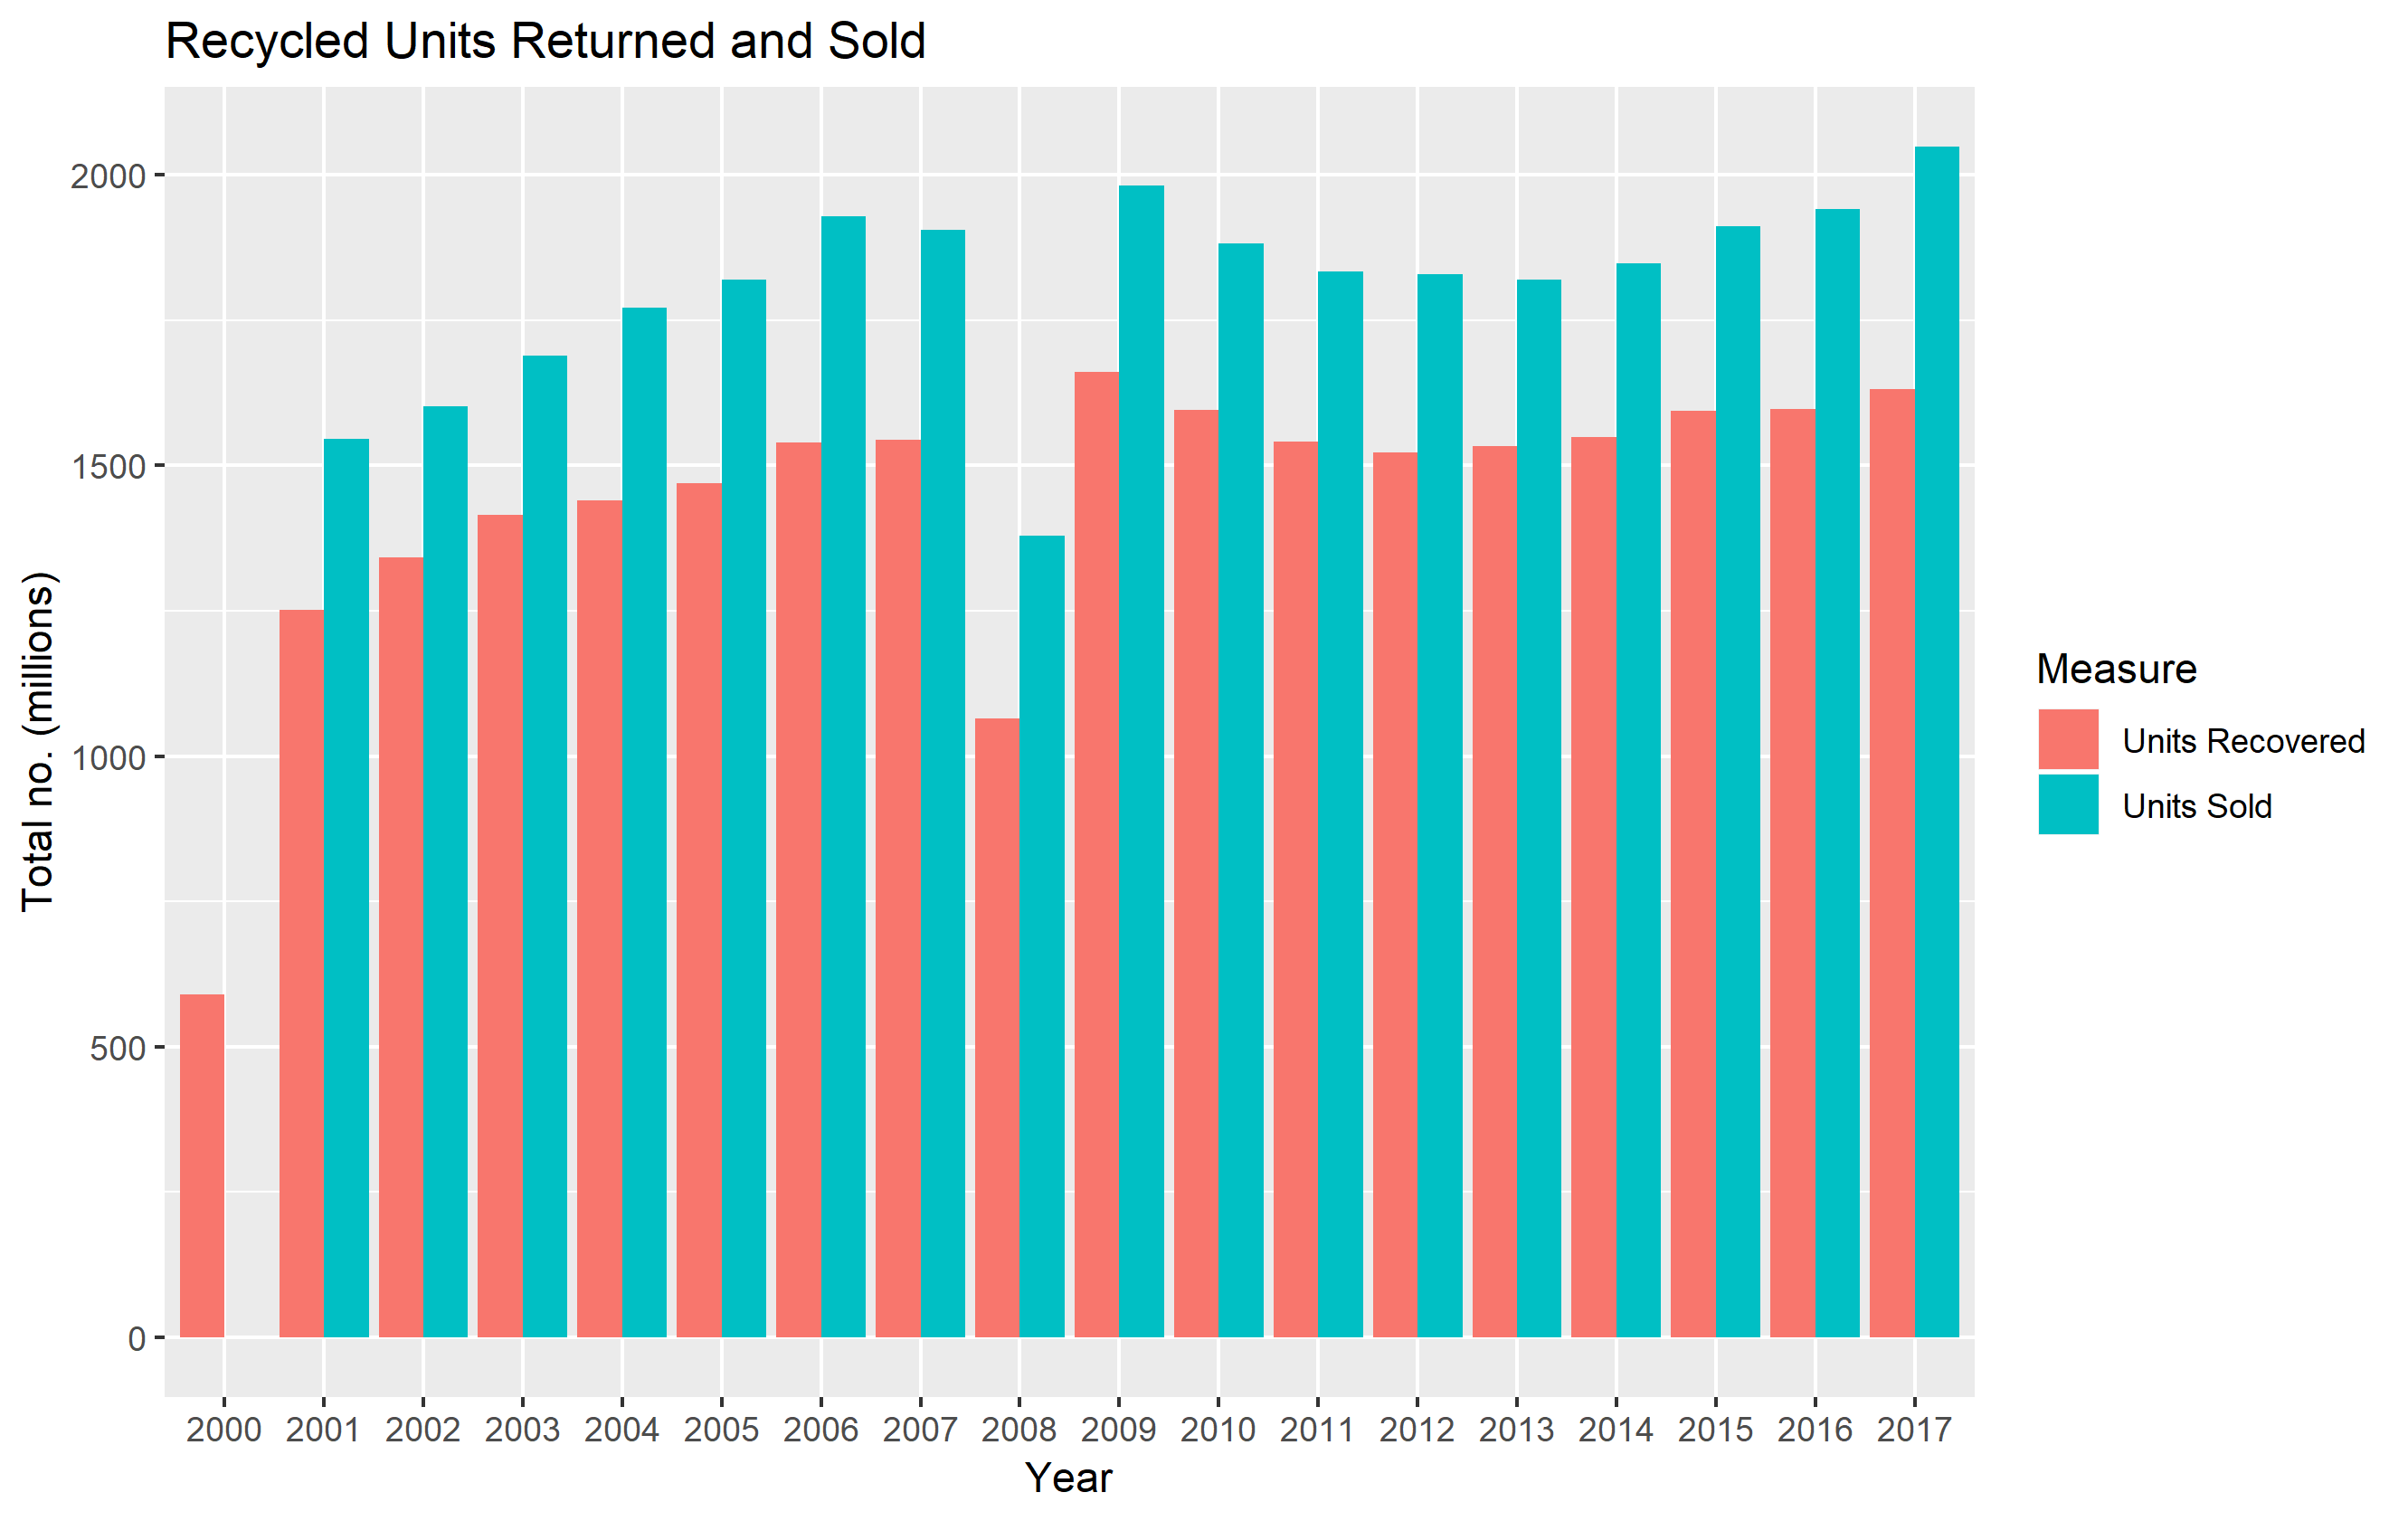 Recycled Units Returned and Sold
Total no. (millions)
2000
1500
1000
500
0
2000 2001 2002 2003 2004 2005 2006 2007 2008 2009 2010 2011 2012 2013 2014 2015 2016 2017
Year
Measure
Units Recovered
Units Sold